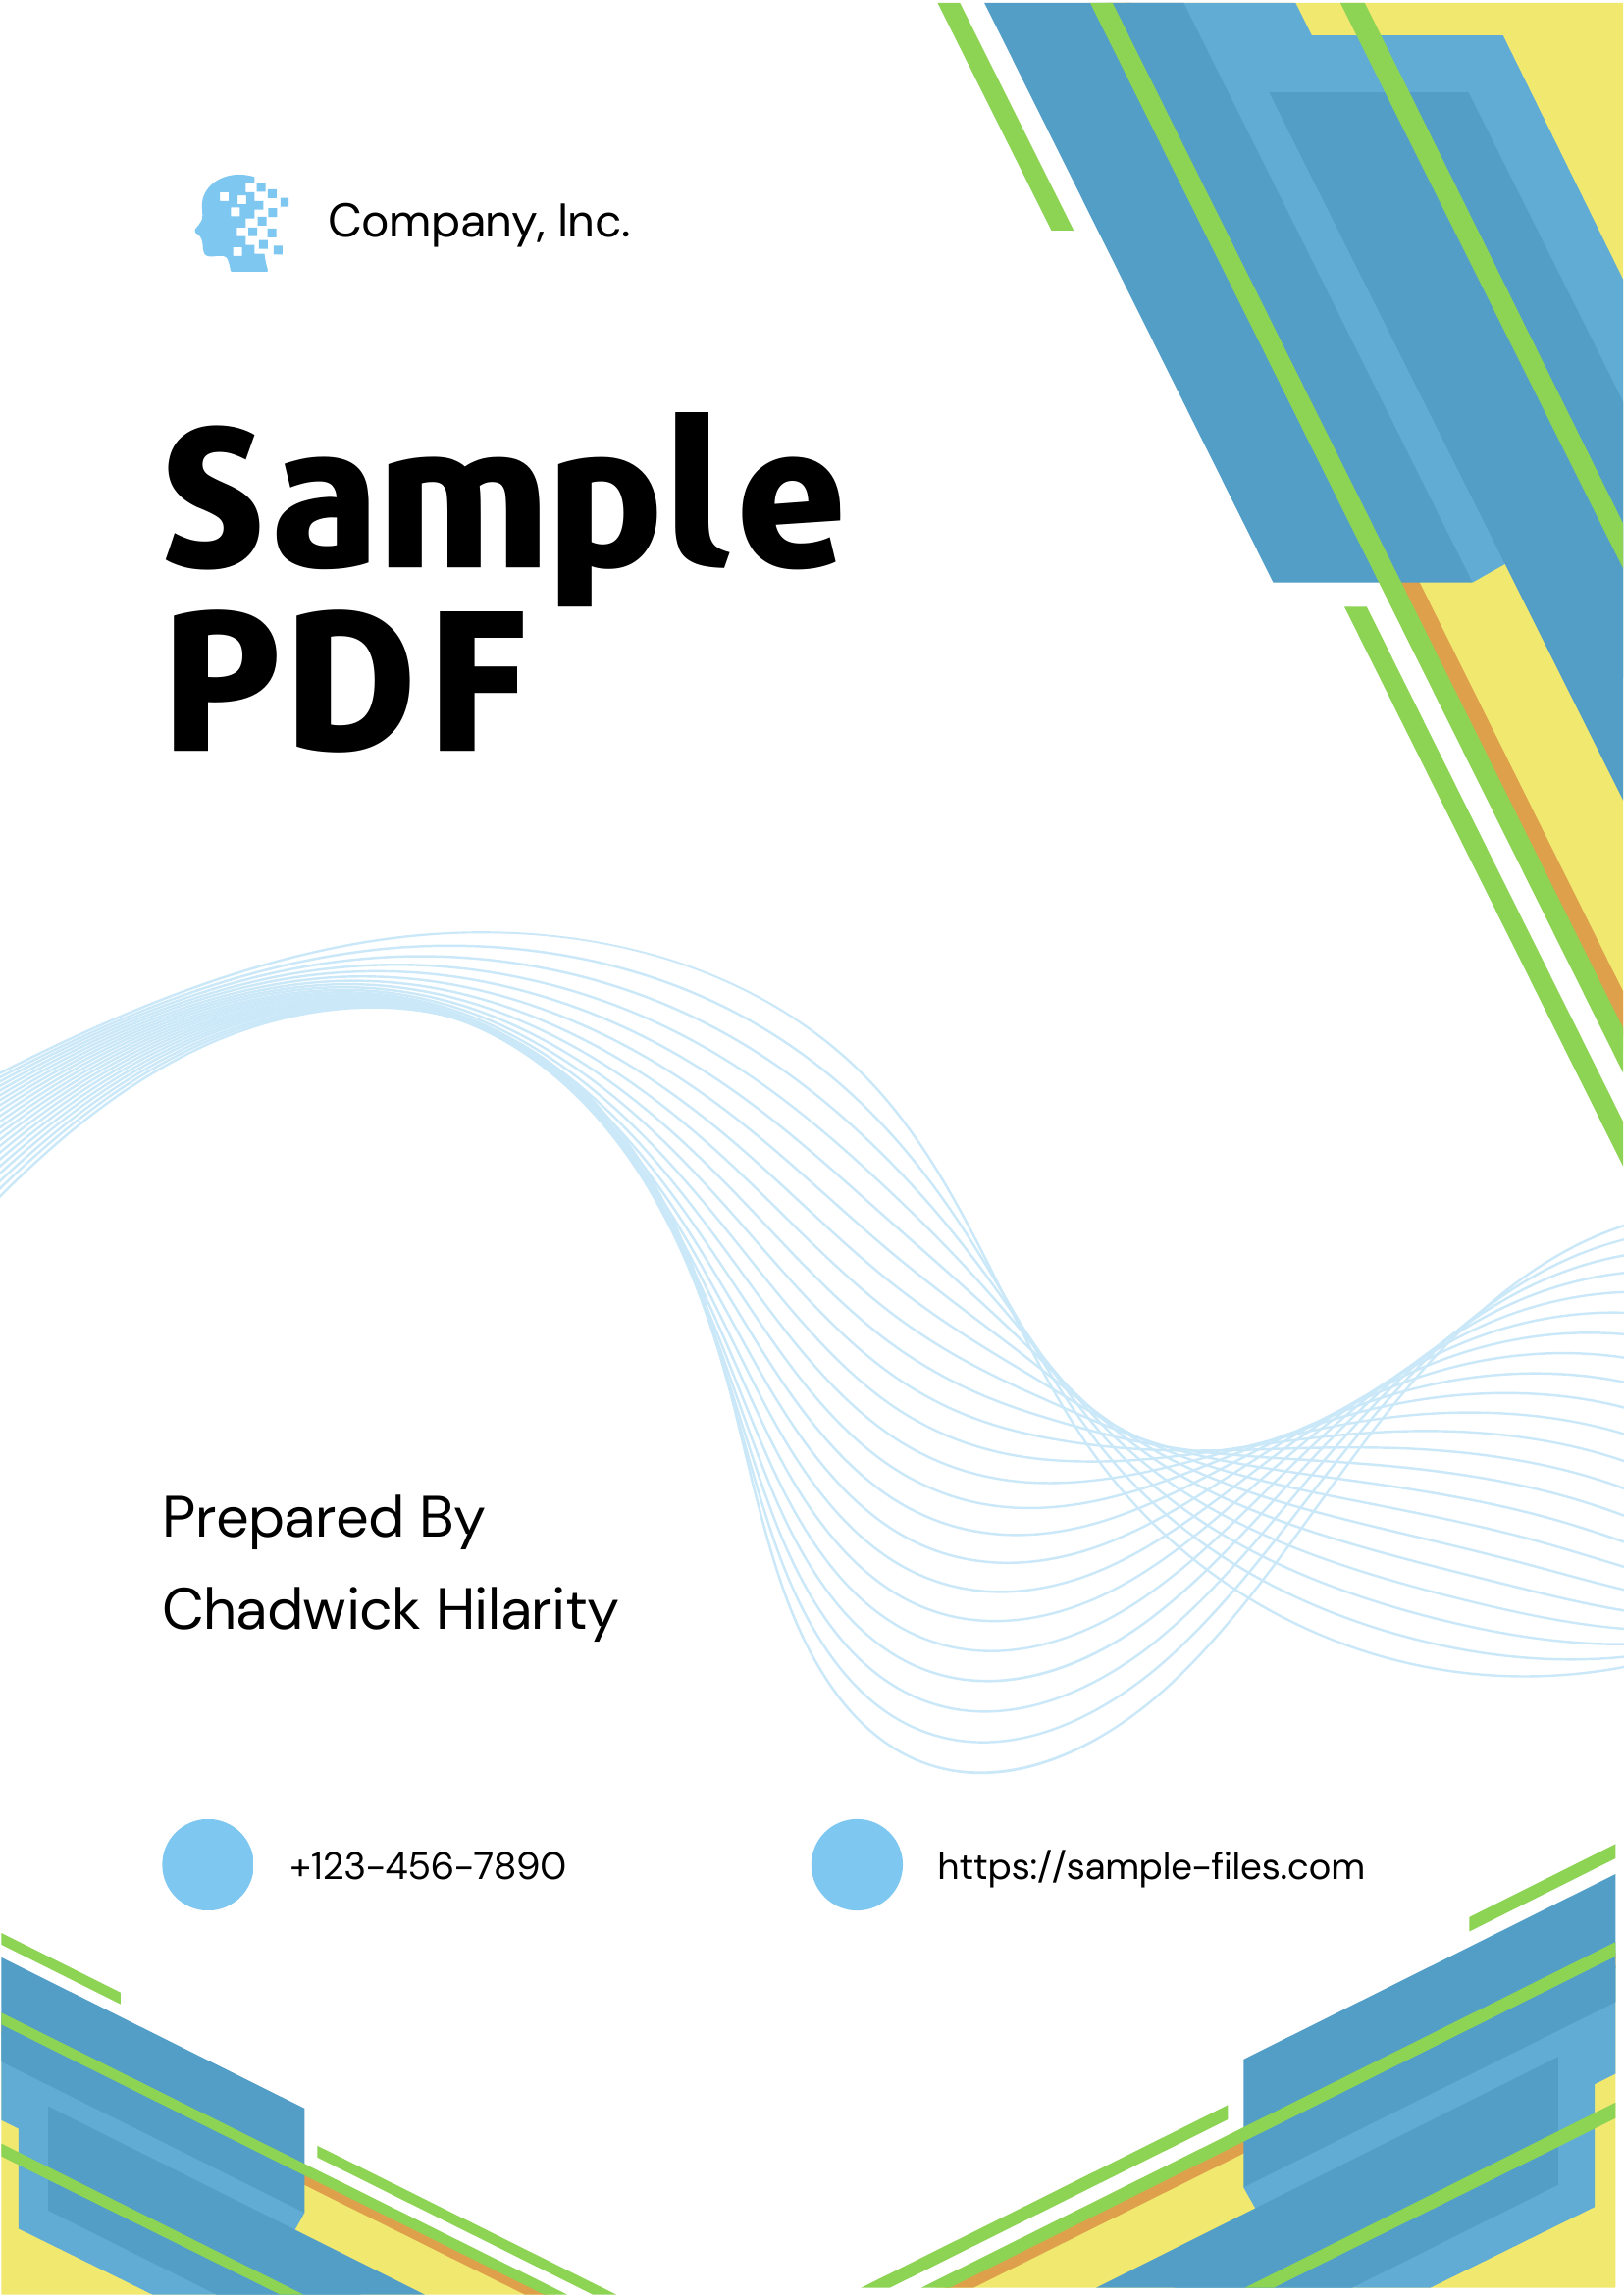 Company, Inc.
Sample
PDF
Prepared By
Chadwick Hilarity
+123-456-7890
https://sample-files.com